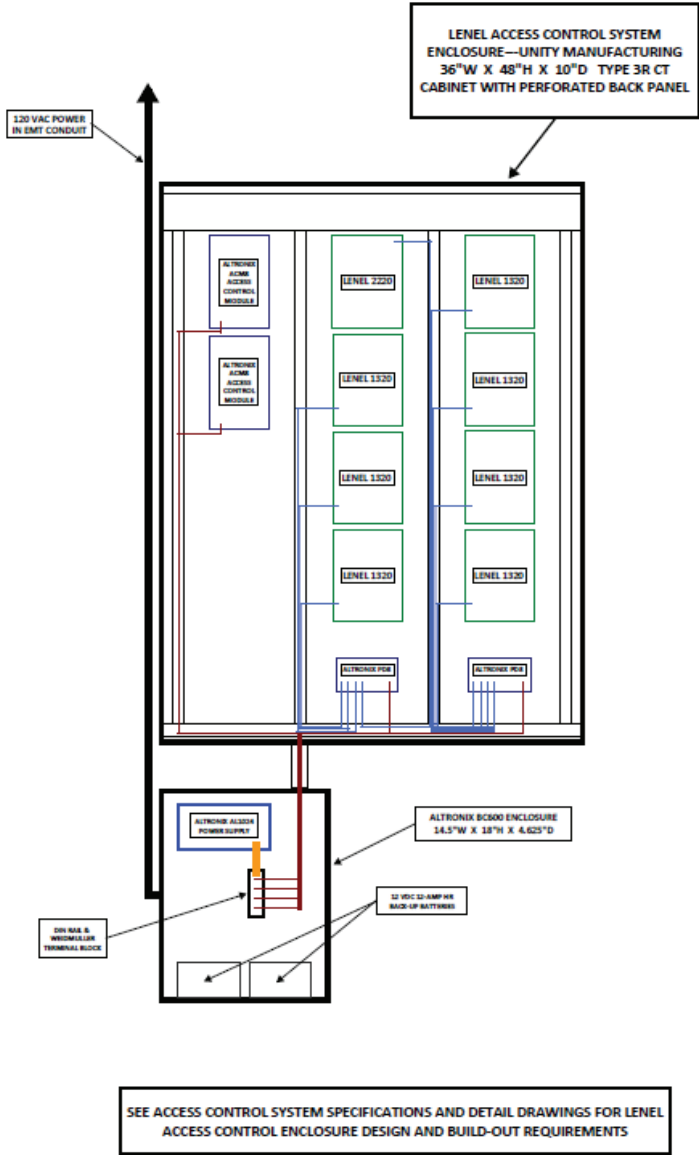 LENEL ACCESS CONTROL SYSTEM
ENCLOSURE---UNITY MANUFACTURING
36"W X 48"H X 10"D TYPE 3R CT
CABINET WITH PERFORATED BACK PANEL
120 VAC POWER
IN EMT CONDUIT
ALTRONIX
ACM8
ACCESS
CONTROL
MODULE
LENEL 2220
LENEL 1320
ALTRONIX
ACM8
ACCESS
CONTROL
MODULE
LENEL 1320
LENEL 1320
LENEL 1320
LENEL 1320
LENEL 1320
LENEL 1320
ALTRONIX PD8
ALTRONIX PD8
ALTRONIX AL1024
POWER SUPPLY
ALTRONIX BC600 ENCLOSURE
14.5"W X 18"H X 4.625"D
12 VDC 12-AMP HR
BACK-UP BATTERIES
DIN RAIL &
WEIDMULLER
TERMINAL BLOCK
SEE ACCESS CONTROL SYSTEM SPECIFICATIONS AND DETAIL DRAWINGS FOR LENEL
ACCESS CONTROL ENCLOSURE DESIGN AND BUILD-OUT REQUIREMENTS